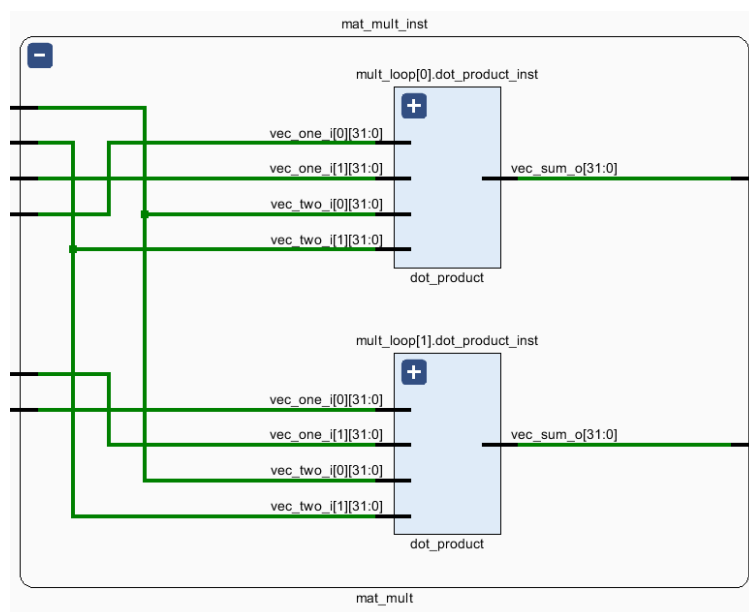 mat_mult_inst
mult_loop[0].dot_product_inst
vec_one_i[0][31:0]
vec_one_i[1][31:0]
vec_sum_o[31:0]
vec_two_i[0][31:0]
vec_two_i[1][31:0]
dot_product
mult_loop[1].dot_product_inst
vec_one_i[0][31:0]
vec_one_i[1][31:0]
vec_sum_o[31:0]
vec_two_i[0][31:0]
vec_two_i[1][31:0]
dot_product
mat_mult